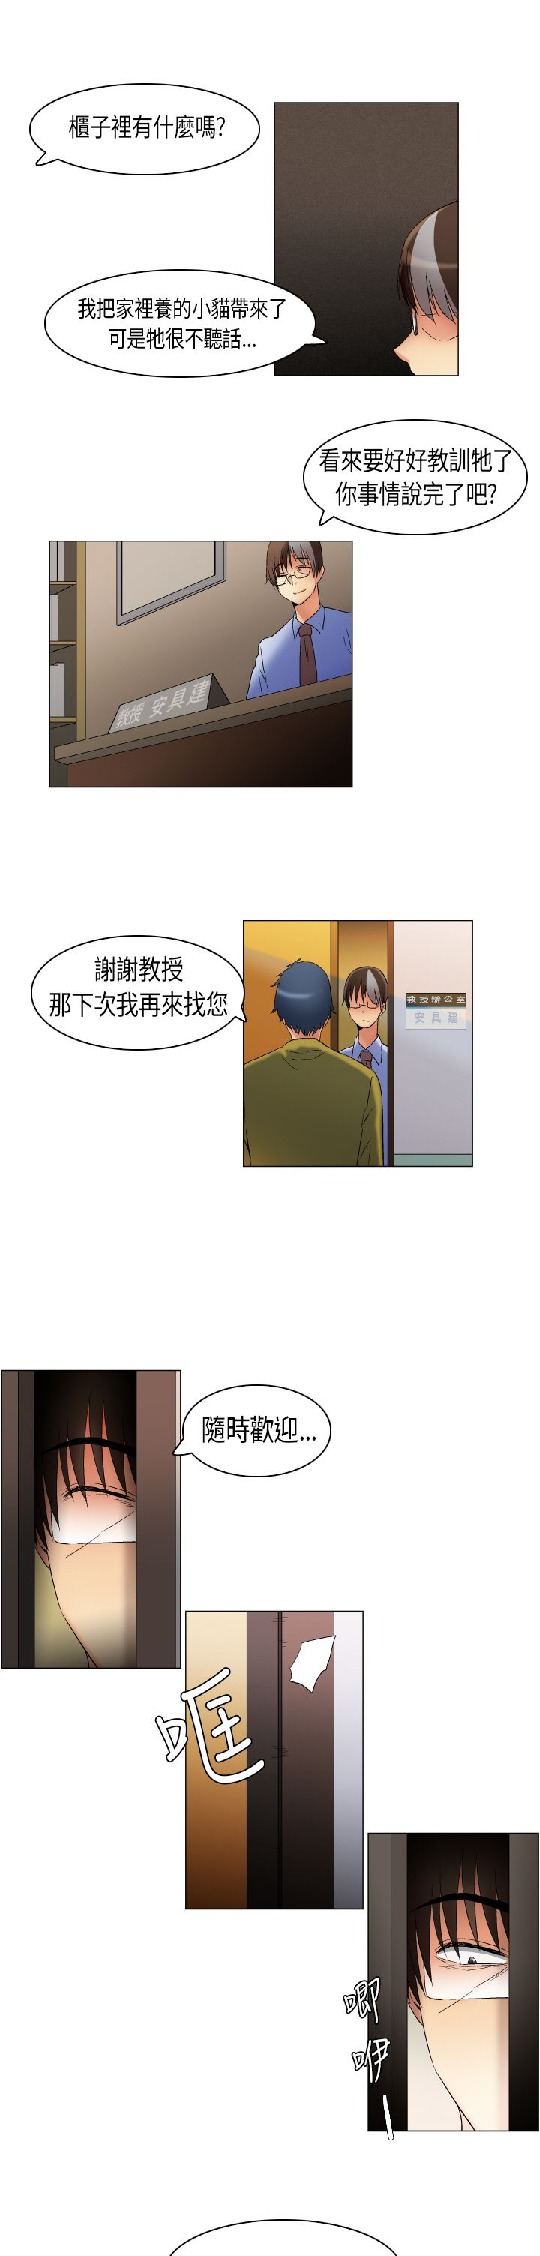 櫃子裡有什麼嗎?
我把家裡養的小貓帶來了
可是牠很不聽話...
看來要好好教訓牠了
你事情說完了吧?
教授 安具建
謝謝教授
那下次我再來找您
教授辦公室
安具建
隨時歡迎...
哐
唧
咿